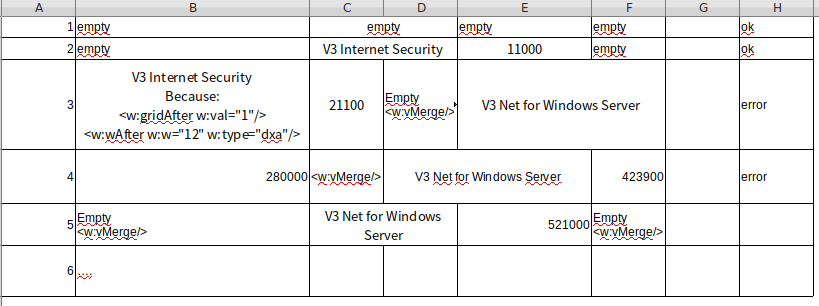 A B C D E F G H
1 empty empty empty empty ok
2 empty V3 Internet Security 11000 empty ok
V3 Internet Security
Because:
<w:gridAfter w:val="1"/>
<w:wAfter w:w="12" w:type="dxa"/>
3 21100 Empty
<w:vMerge/>
V3 Net for Windows Server error
4 280000 <w:vMerge/> V3 Net for Windows Server 423900 error
5 Empty
<w:vMerge/>
V3 Net for Windows
Server
521000 Empty
<w:vMerge/>
6 ....